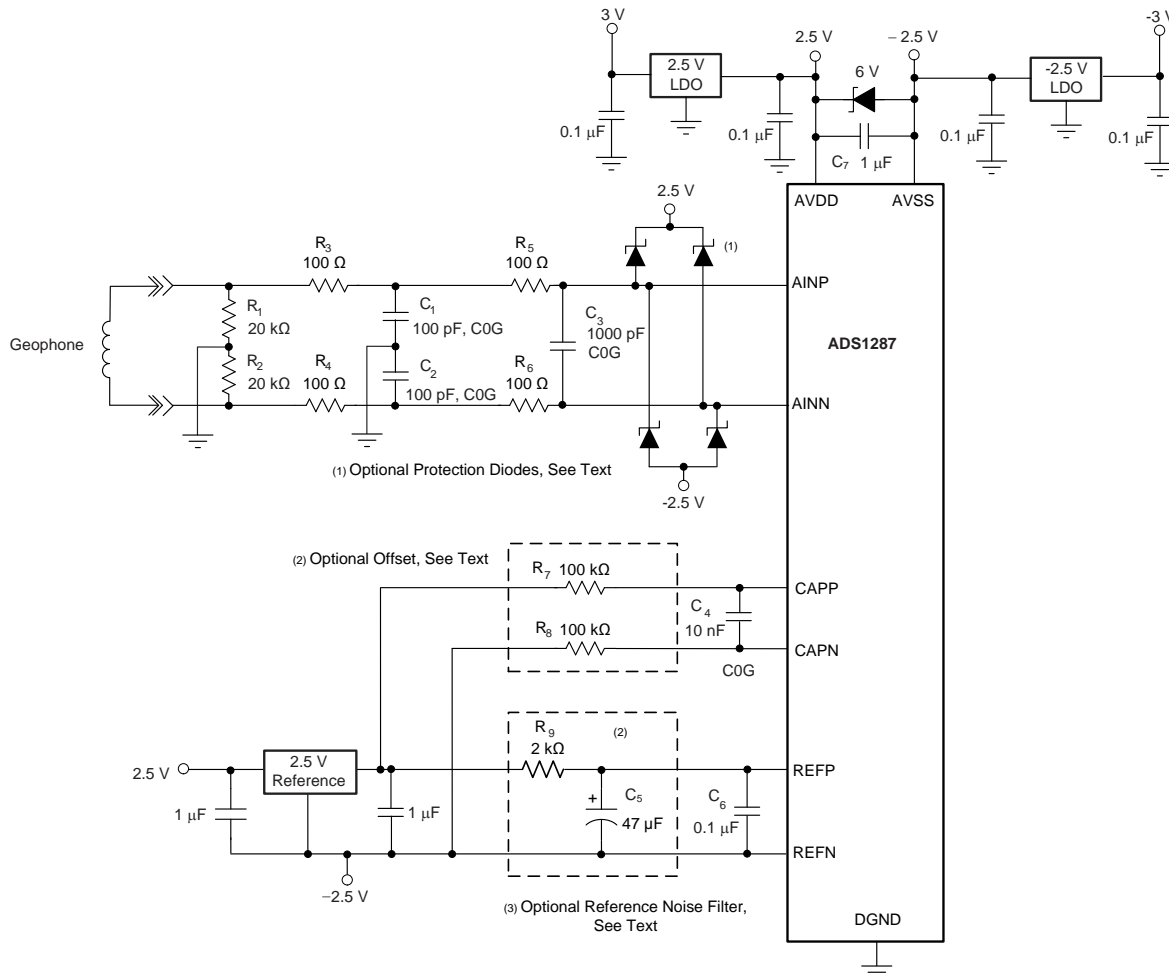 3 V
2.5 V
LDO
0.1 µF
0.1 µF
2.5 V
− 2.5 V
6 V
C7 1 µF
0.1 µF
-2.5 V
LDO
-3 V
0.1 µF
AVDD
AVSS
2.5 V
(1)
Geophone
R1
20 kΩ
R2
20 kΩ
R3
100 Ω
R4
100 Ω
C1
100 pF, C0G
C2
100 pF, C0G
R5
100 Ω
R6
100 Ω
C3
1000 pF
C0G
AINP
ADS1287
AINN
-2.5 V
(1) Optional Protection Diodes, See Text
(2) Optional Offset, See Text
R7 100 kΩ
R8 100 kΩ
C4
10 nF
C0G
CAPP
CAPN
2.5 V
2.5 V
Reference
1 µF
1 µF
−2.5 V
R9
2 kΩ
(2)
+
C5
47 µF
C6
0.1 µF
REFP
REFN
(3) Optional Reference Noise Filter,
See Text
DGND